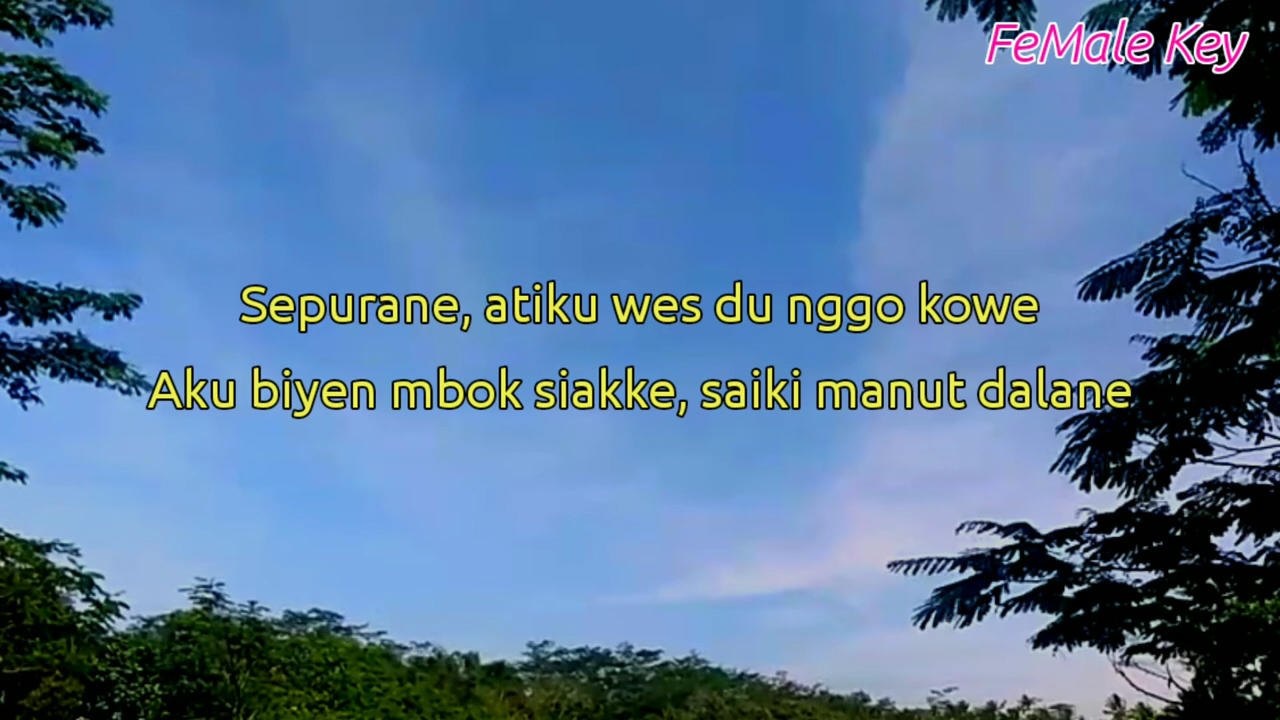 FeMale Key
Sepurane, atiku wes du nggo kowe
Aku biyen mbok siakke, saiki manut dalane